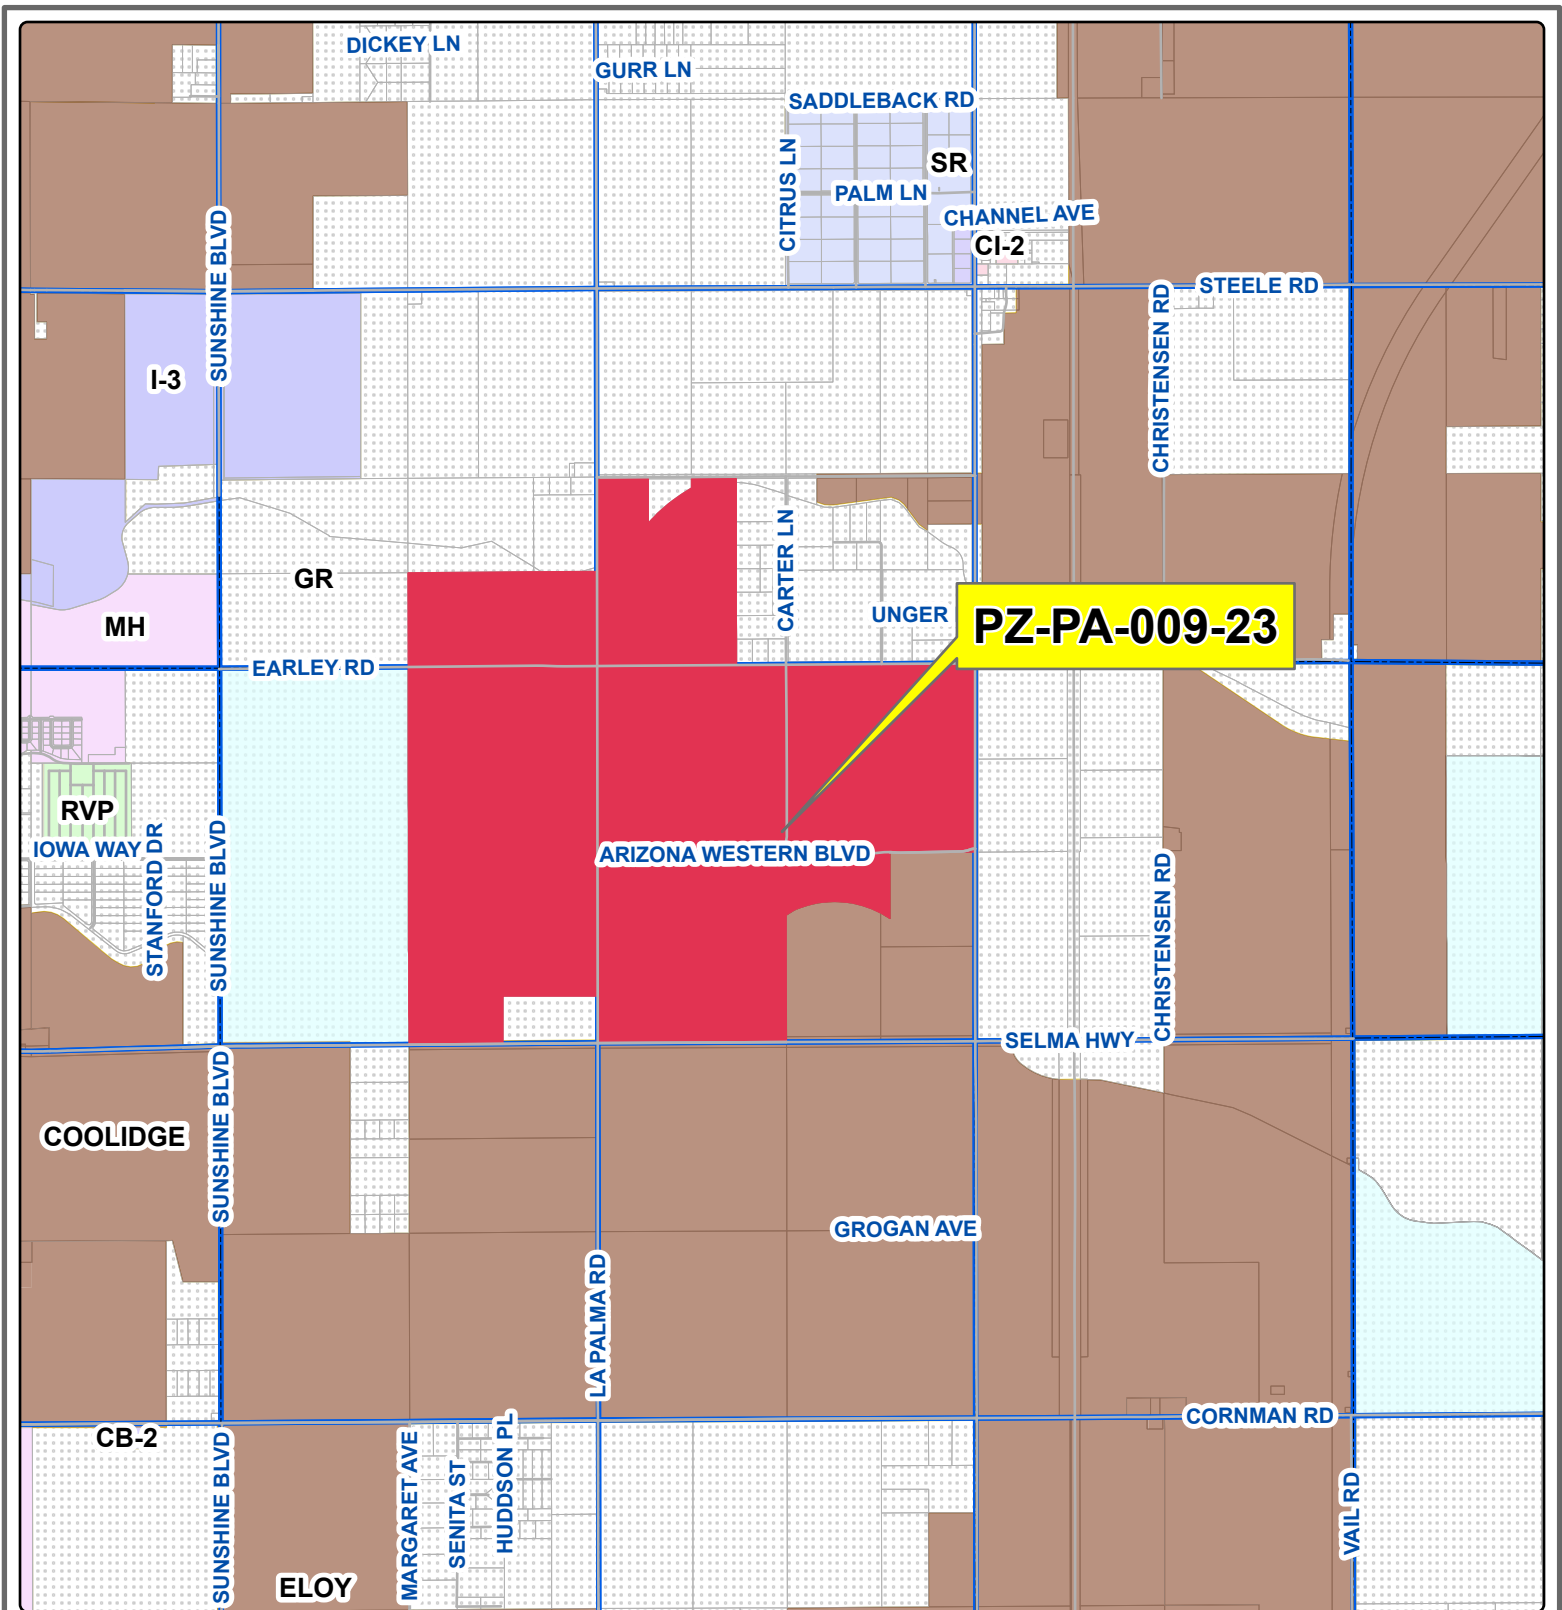 DICKEY LN
GURR LN
SADDLEBACK RD
CITRUS LN
SR
PALM LN
CHANNEL AVE
CI-2
SUNSHINE BLVD
STEELE RD
CHRISTENSEN RD
I-3
GR
CARTER LN
UNGER
PZ-PA-009-23
MH
EARLEY RD
RVP
IOWA WAY
STANFORD DR
SUNSHINE BLVD
ARIZONA WESTERN BLVD
CHRISTENSEN RD
SELMA HWY
COOLIDGE
SUNSHINE BLVD
GROGAN AVE
LA PALMA RD
CORNMAN RD
CB-2
SUNSHINE BLVD
MARGARET AVE
SENITA ST
HUDDSON PL
VAIL RD
ELOY